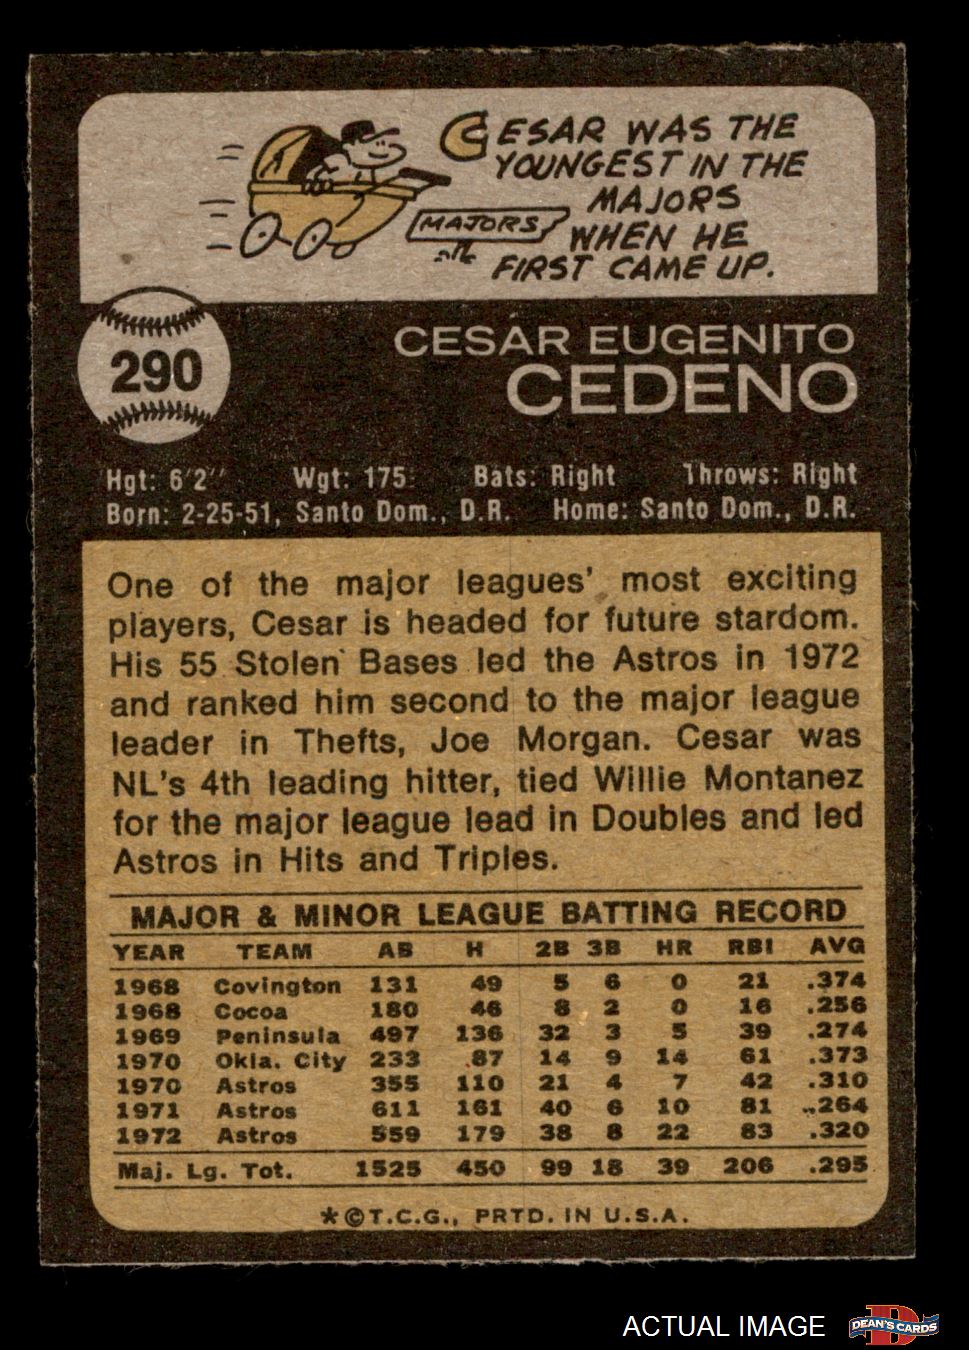 CESAR WAS THE
YOUNGEST IN THE
MAJORS
WHEN HE
FIRST CAME UP.
MAJORS
290
CESAR EUGENITO
CEDENO
Hgt: 6'2" Wgt: 175 Bats: Right Throws: Right
Born: 2-25-51, Santo Dom., D.R. Home: Santo Dom., D.R.
One of the major leagues' most exciting
players, Cesar is headed for future stardom.
His 55 Stolen Bases led the Astros in 1972
and ranked him second to the major league
leader in Thefts, Joe Morgan. Cesar was
NL's 4th leading hitter, tied Willie Montanez
for the major league lead in Doubles and led
Astros in Hits and Triples.
MAJOR & MINOR LEAGUE BATTING RECORD
YEAR TEAM AB H 2B 3B HR RBI AVG
1968 Covington 131 49 5 6 0 21 .374
1968 Cocoa 180 46 8 2 0 16 .256
1969 Peninsula 497 136 32 3 5 39 .274
1970 Okla. City 233 87 14 9 14 61 .373
1970 Astros 355 110 21 4 7 42 .310
1971 Astros 611 161 40 6 10 81 .264
1972 Astros 559 179 38 8 22 83 .320
Maj. Lg. Tot. 1525 450 99 18 39 206 .295
*©T.C.G., PRTD. IN U.S.A.
ACTUAL IMAGE
D
DEAN'S CARDS